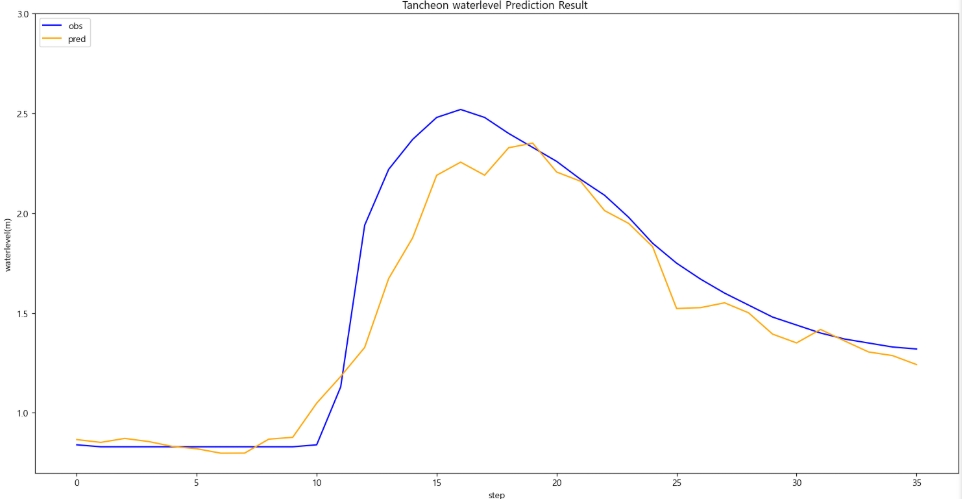 Tancheon waterlevel Prediction Result
obs
pred
3.0
2.5
2.0
1.5
1.0
waterlevel(m)
0 5 10 15 20 25 30 35
step